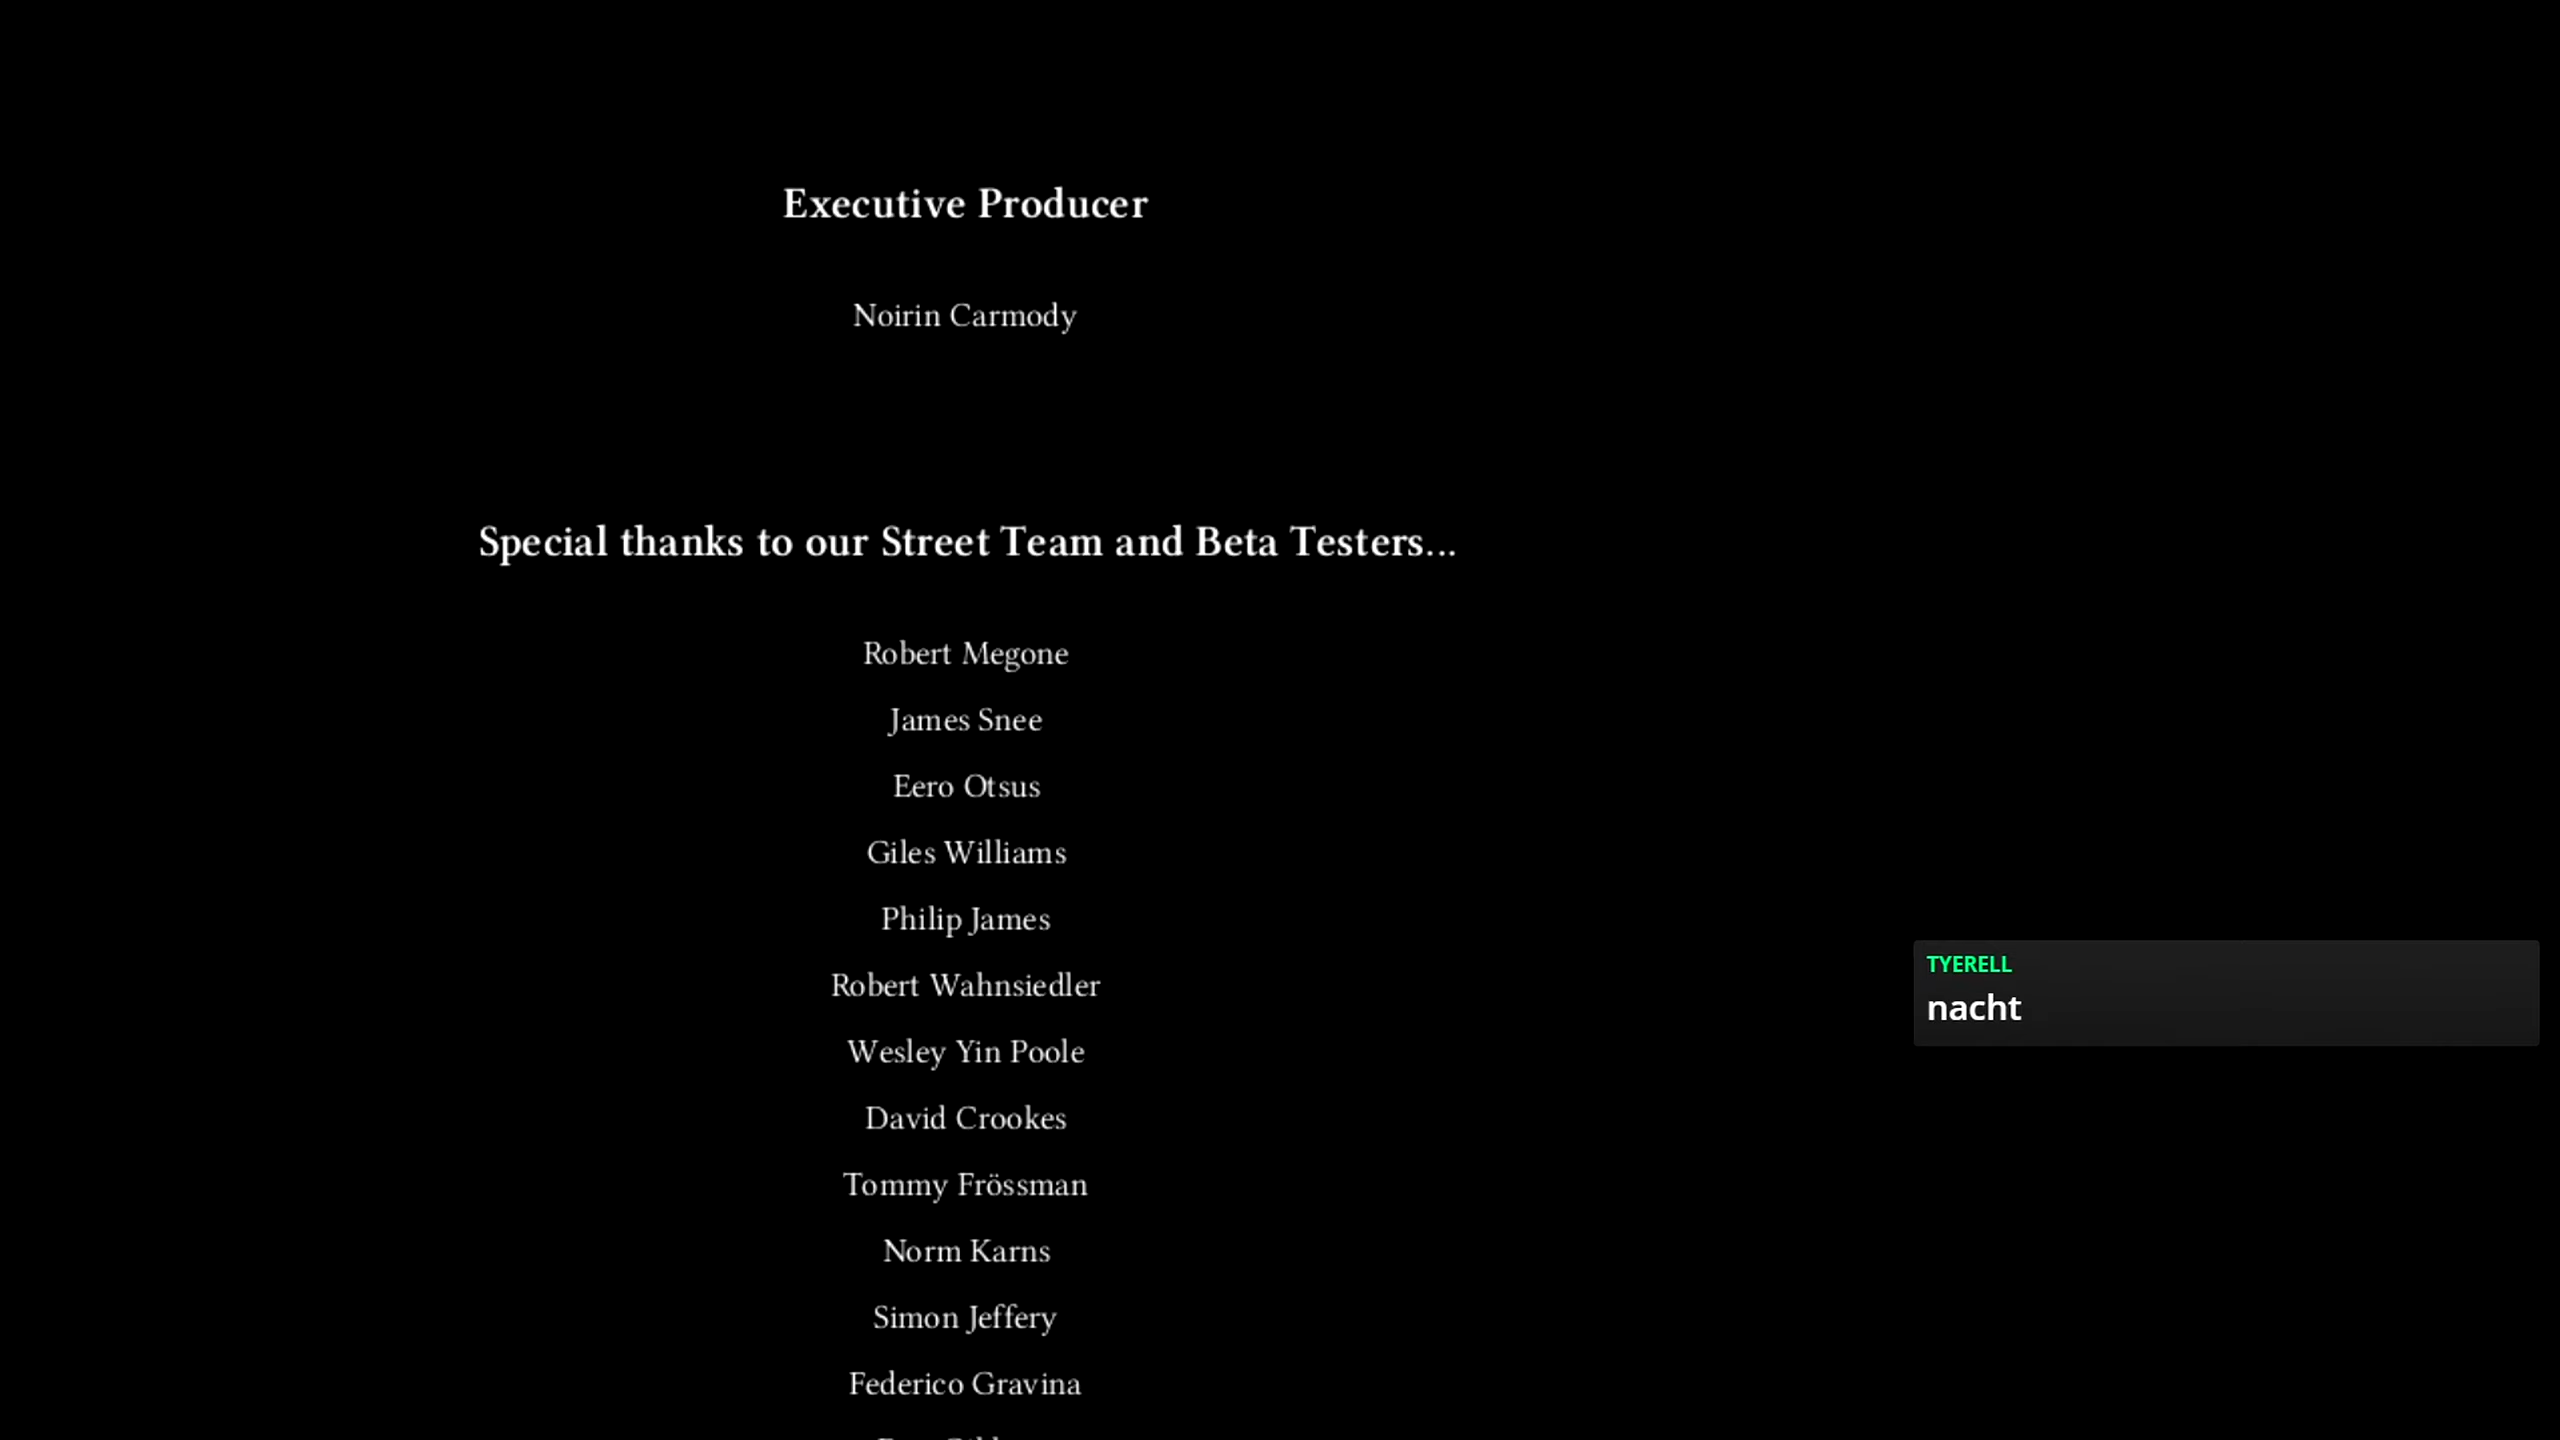 Executive Producer
Noirin Carmody
Special thanks to our Street Team and Beta Testers...
Robert Megone
James Snee
Eero Otsus
Giles Williams
Philip James
Robert Wahnsiedler
Wesley Yin Poole
David Crookes
Tommy Frössman
Norm Karns
Simon Jeffery
Federico Gravina
TYERELL
nacht